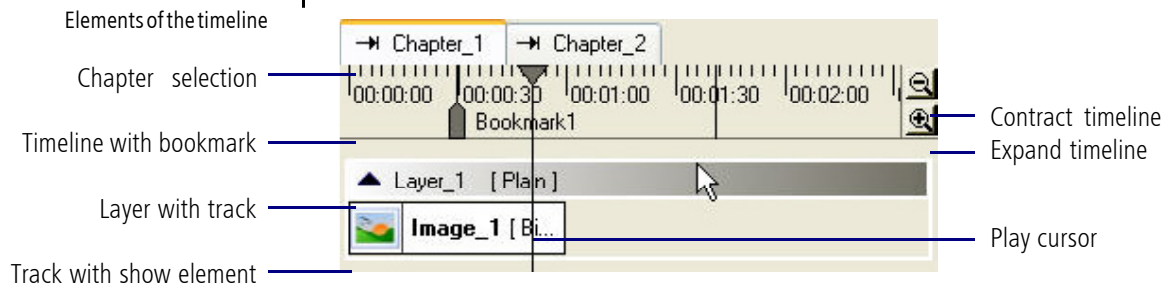 Elements of the timeline
Chapter_1 Chapter_2
Chapter selection
00:00:00 00:00:30 00:01:00 00:01:30 00:02:00
Bookmark1
Contract timeline
Timeline with bookmark
Expand timeline
Layer_1 [ Plain ]
Layer with track
Image_1 [ Bi...
Play cursor
Track with show element